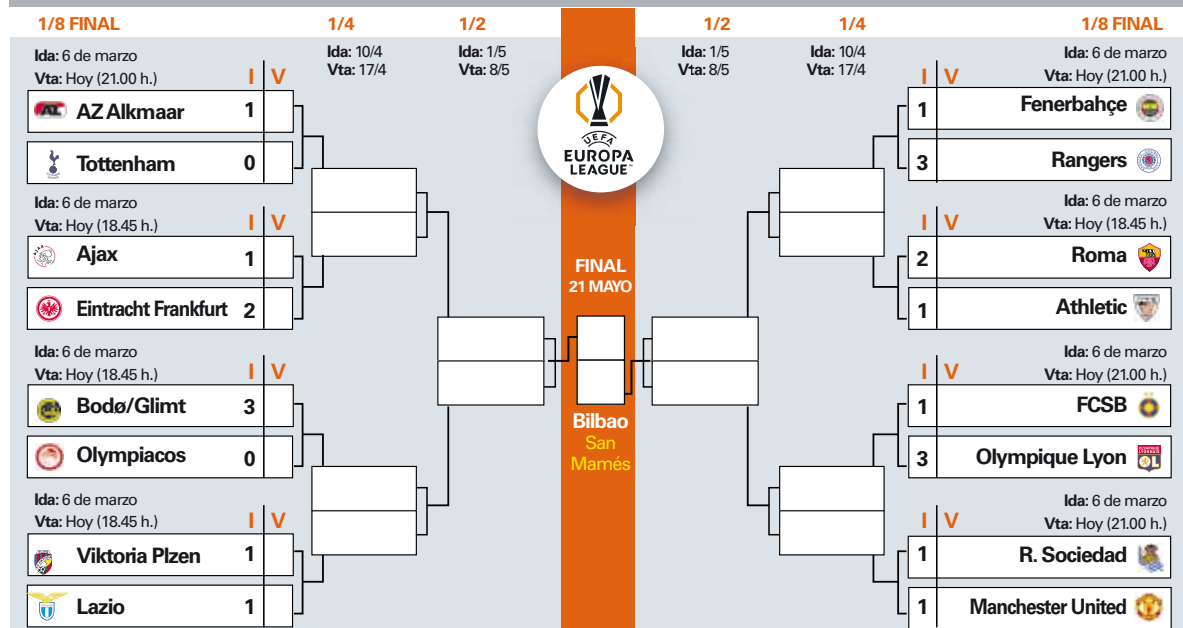 1/8 FINAL
1/4
1/2
1/2
1/4
1/8 FINAL
Ida: 10/4
Vta: 17/4
Ida: 1/5
Vta: 8/5
Ida: 1/5
Vta: 8/5
Ida: 10/4
Vta: 17/4
Ida: 6 de marzo
Vta: Hoy (21.00 h.) I V
AZ Alkmaar 1
Tottenham 0
Ida: 6 de marzo
Vta: Hoy (18.45 h.) I V
Ajax 1
Eintracht Frankfurt 2
Ida: 6 de marzo
Vta: Hoy (18.45 h.) I V
Bodø/Glimt 3
Olympiacos 0
Ida: 6 de marzo
Vta: Hoy (18.45 h.) I V
Viktoria Plzen 1
Lazio 1
UEFA
EUROPA
LEAGUE
FINAL
21 MAYO
Bilbao
San
Mamés
Ida: 6 de marzo
I V Vta: Hoy (21.00 h.)
1 Fenerbahçe
3 Rangers
Ida: 6 de marzo
I V Vta: Hoy (18.45 h.)
2 Roma
1 Athletic
Ida: 6 de marzo
I V Vta: Hoy (21.00 h.)
1 FCSB
3 Olympique Lyon
Ida: 6 de marzo
I V Vta: Hoy (21.00 h.)
1 R. Sociedad
1 Manchester United